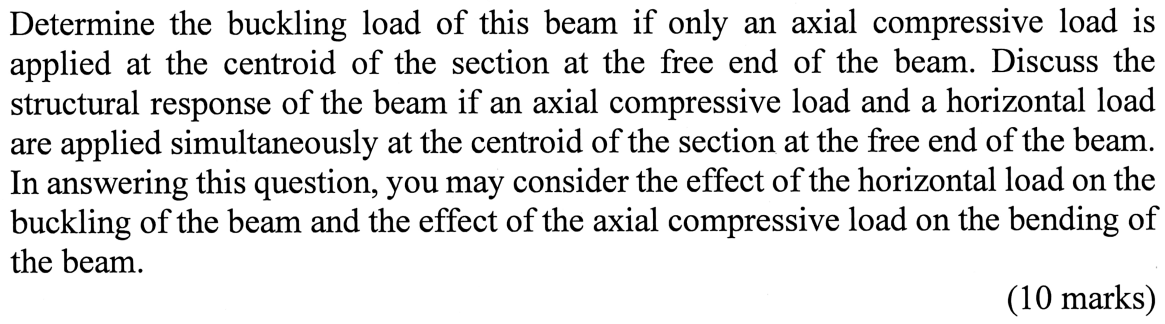 Determine the buckling load of this beam if only an axial compressive load is
applied at the centroid of the section at the free end of the beam. Discuss the
structural response of the beam if an axial compressive load and a horizontal load
are applied simultaneously at the centroid of the section at the free end of the beam.
In answering this question, you may consider the effect of the horizontal load on the
buckling of the beam and the effect of the axial compressive load on the bending of
the beam.
(10 marks)